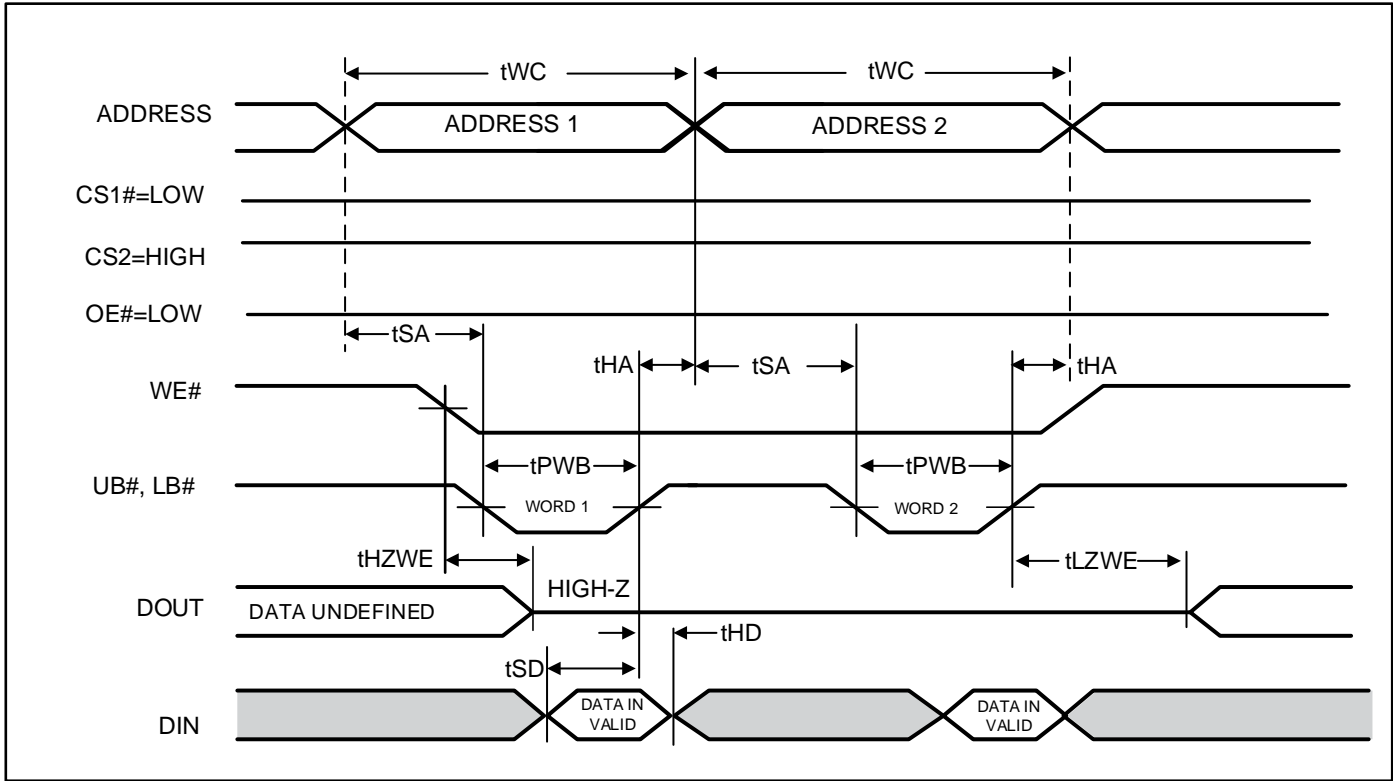 tWC tWC
ADDRESS ADDRESS 1 ADDRESS 2
CS1#=LOW
CS2=HIGH
OE#=LOW
tSA
tHA tSA tHA
WE#
tPWB tPWB
UB#, LB# WORD 1 WORD 2
tHZWE tLZWE
HIGH-Z
DOUT DATA UNDEFINED
tHD
tSD
DIN DATA IN VALID DATA IN VALID